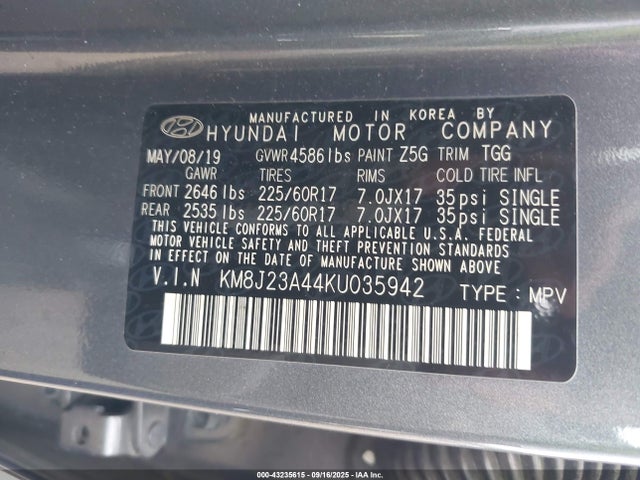 MANUFACTURED IN KOREA BY
HYUNDAI MOTOR COMPANY
MAY/08/19 GVWR 4586lbs PAINT Z5G TRIM TGG
GAWR TIRES RIMS COLD TIRE INFL
FRONT 2646lbs 225/60R17 7.0JX17 35psi SINGLE
REAR 2535lbs 225/60R17 7.0JX17 35psi SINGLE
THIS VEHICLE CONFORMS TO ALL APPLICABLE U.S.A. FEDERAL
MOTOR VEHICLE SAFETY AND THEFT PREVENTION STANDARDS
IN EFFECT ON THE DATE OF MANUFACTURE SHOWN ABOVE
V.I.N KM8J23A44KU035942 TYPE : MPV
000-43235615 - 09/16/2025 - © IAA Inc.